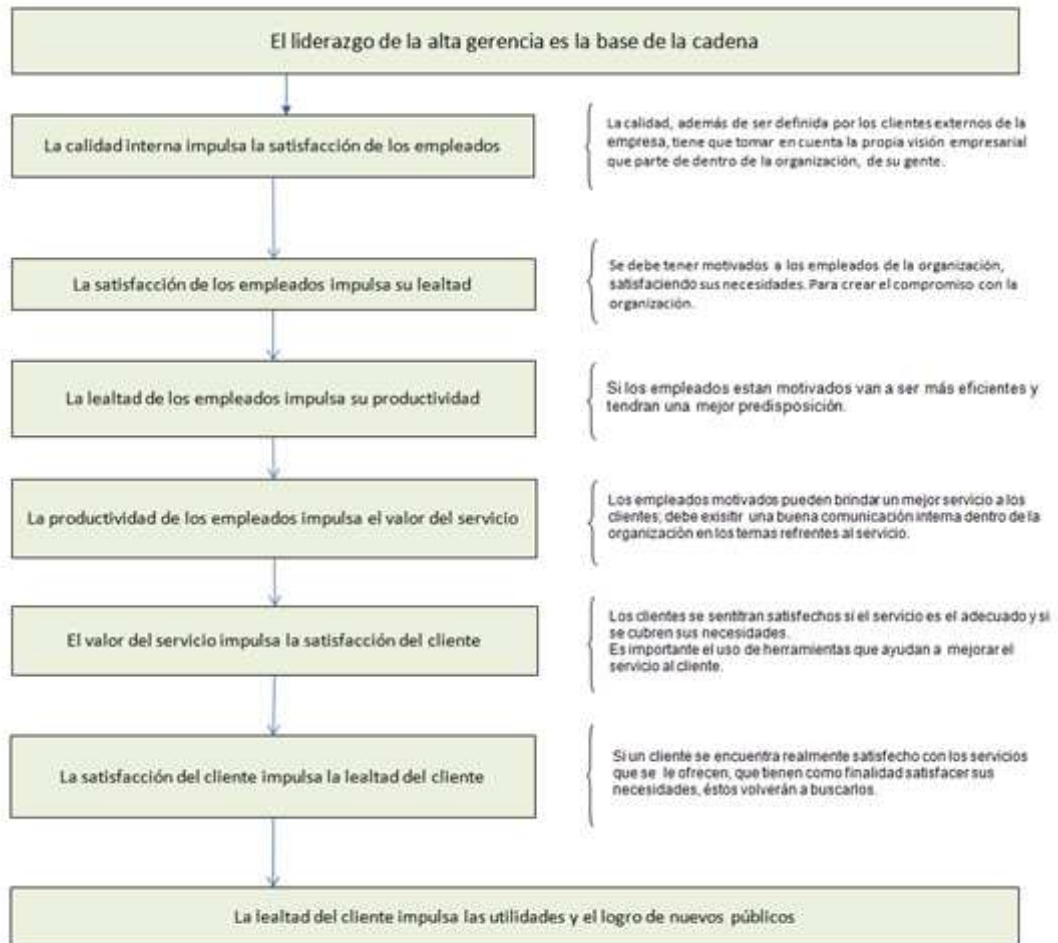 El liderazgo de la alta gerencia es la base de la cadena
La calidad interna impulsa la satisfacción de los empleados
La calidad, además de ser definida por los clientes externos de la
empresa, tiene que tomar en cuenta la propia visión empresarial
que parte de dentro de la organización, de su gente.
La satisfacción de los empleados impulsa su lealtad
Se debe tener motivados a los empleados de la organización,
satisfaciendo sus necesidades. Para crear el compromiso con la
organización.
La lealtad de los empleados impulsa su productividad
Si los empleados estan motivados van a ser más eficientes y
tendran una mejor predisposición.
La productividad de los empleados impulsa el valor del servicio
Los empleados motivados pueden brindar un mejor servicio a los
clientes; debe exisitir una buena comunicación interna dentro de la
organización en los temas refrentes al servicio.
El valor del servicio impulsa la satisfacción del cliente
Los clientes se sentitran satisfechos si el servicio es el adecuado y si
se cubren sus necesidades.
Es importante el uso de herramientas que ayudan a mejorar el
servicio al cliente.
La satisfacción del cliente impulsa la lealtad del cliente
Si un cliente se encuentra realmente satisfecho con los servicios
que se le ofrecen, que tienen como finalidad satisfacer sus
necesidades, éstos volverán a buscarlos.
La lealtad del cliente impulsa las utilidades y el logro de nuevos públicos